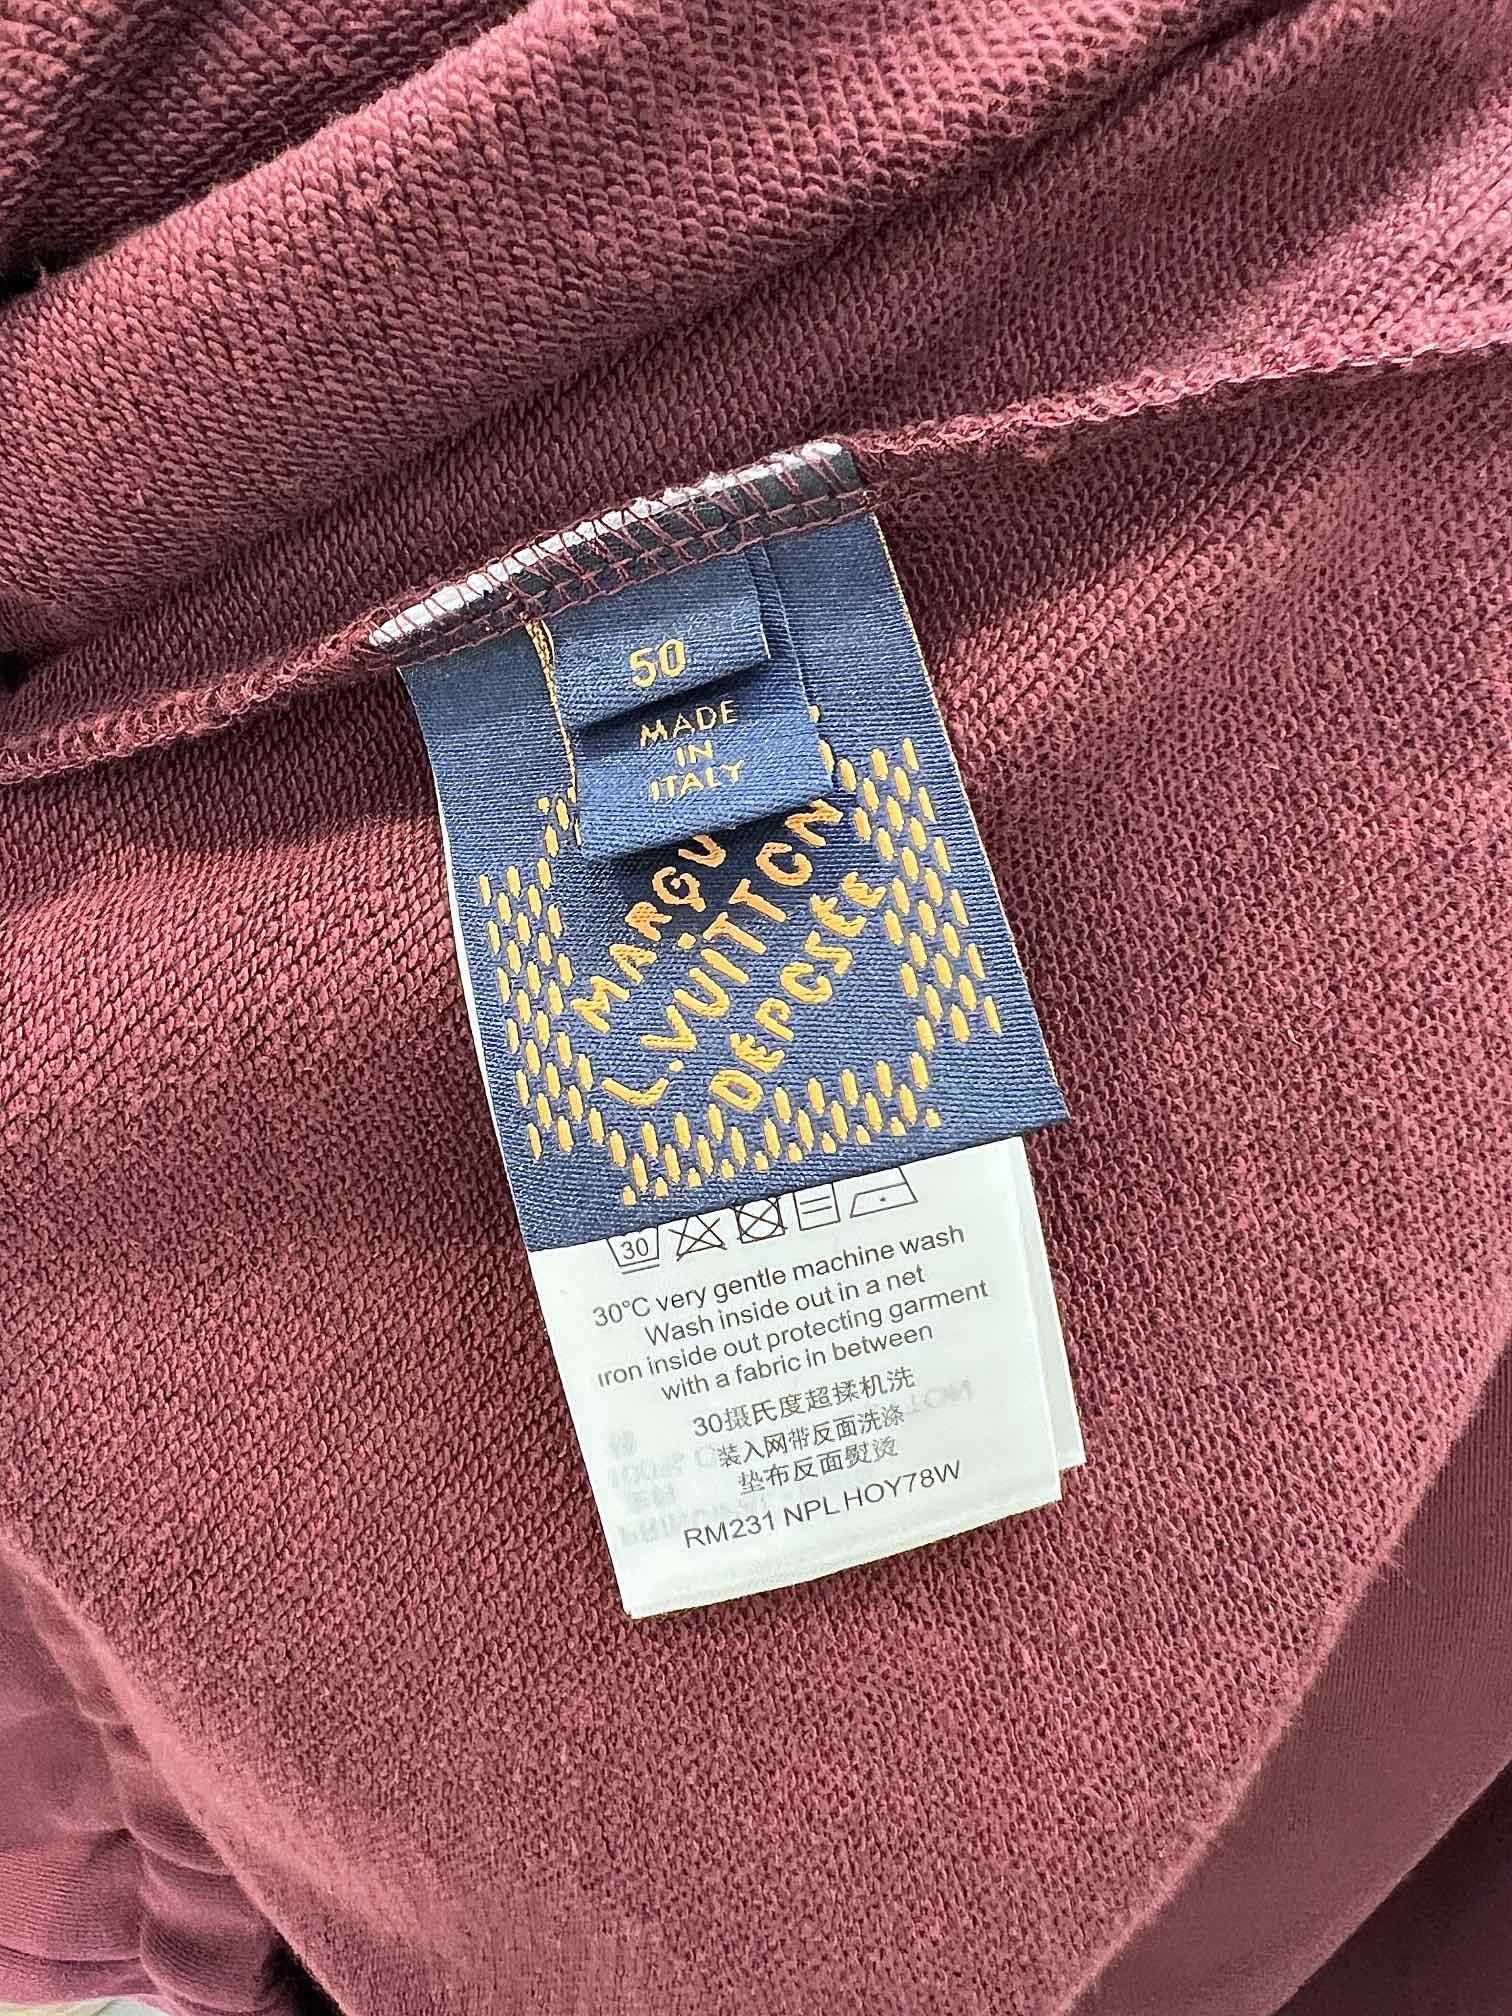 50
MADE
IN
ITALY
MARQU
L.VUiTTON
DEPOSEE
30
30°C very gentle machine wash
Wash inside out in a net
Iron inside out protecting garment
with a fabric in between
30摄氏度超揉机洗
装入网带反面洗涤
垫布反面熨烫
RM231 NPL HOY78W